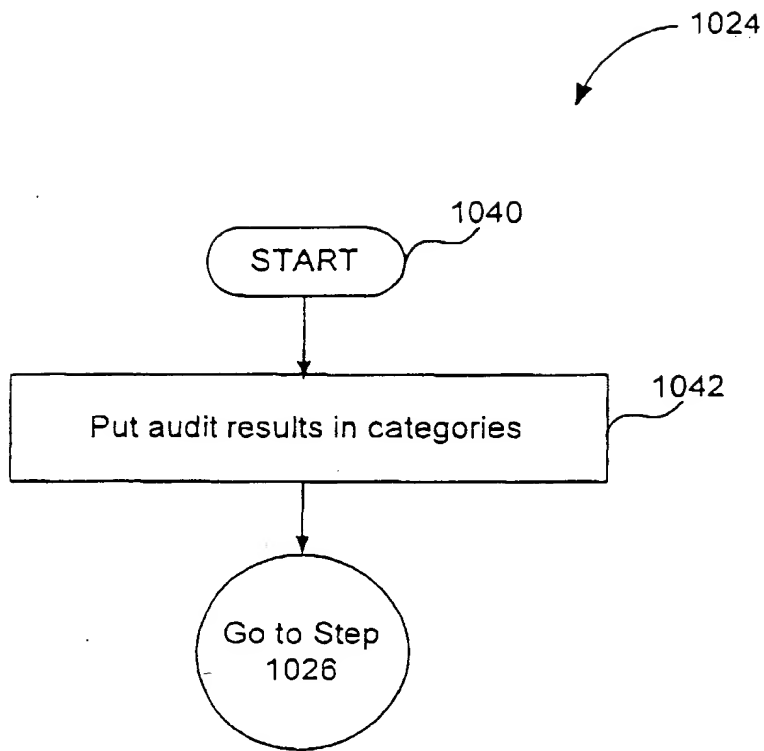 1024
1040
START
1042
Put audit results in categories
Go to Step
1026